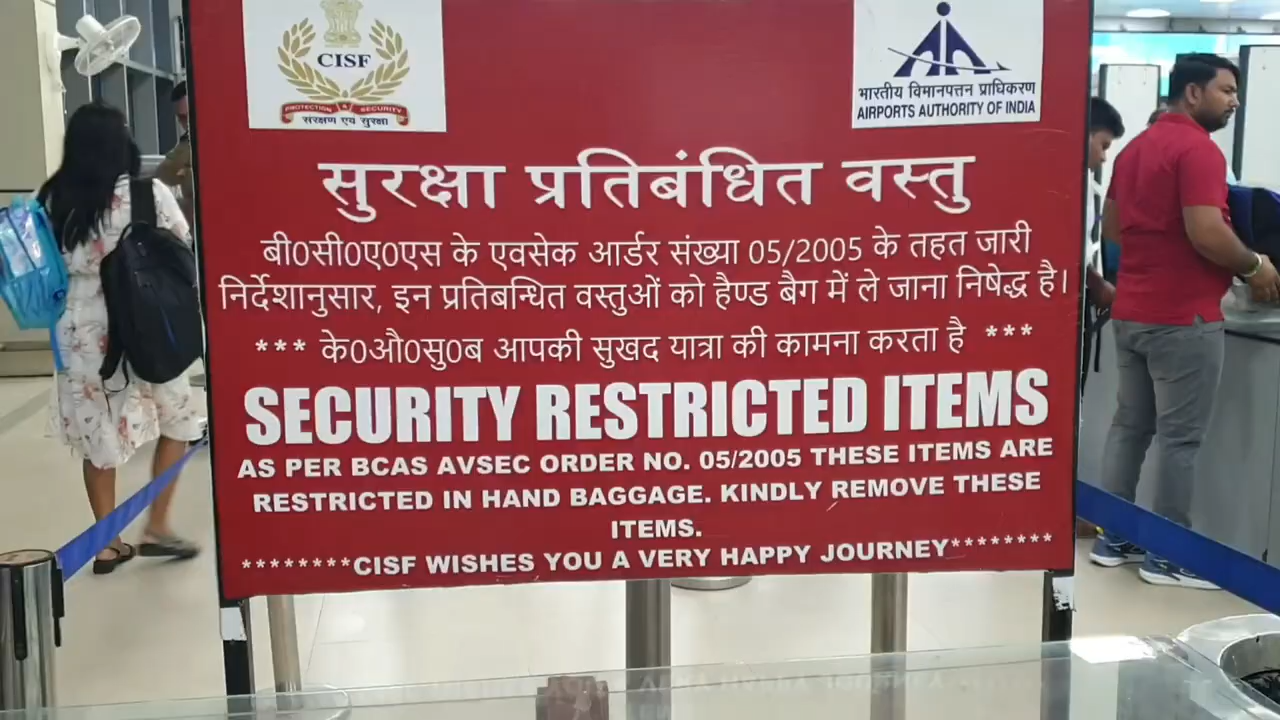 CISF
PROTECTION & SECURITY
संरक्षण एवं सुरक्षा
भारतीय विमानपत्तन प्राधिकरण
AIRPORTS AUTHORITY OF INDIA
सुरक्षा प्रतिबंधित वस्तु
बी0सी0ए0एस के एवसेक आर्डर संख्या 05/2005 के तहत जारी
निर्देशानुसार, इन प्रतिबन्धित वस्तुओं को हैण्ड बैग में ले जाना निषेद्ध है।
*** के0औ0सु0ब आपकी सुखद यात्रा की कामना करता है ***
SECURITY RESTRICTED ITEMS
AS PER BCAS AVSEC ORDER NO. 05/2005 THESE ITEMS ARE
RESTRICTED IN HAND BAGGAGE. KINDLY REMOVE THESE
ITEMS.
********CISF WISHES YOU A VERY HAPPY JOURNEY********